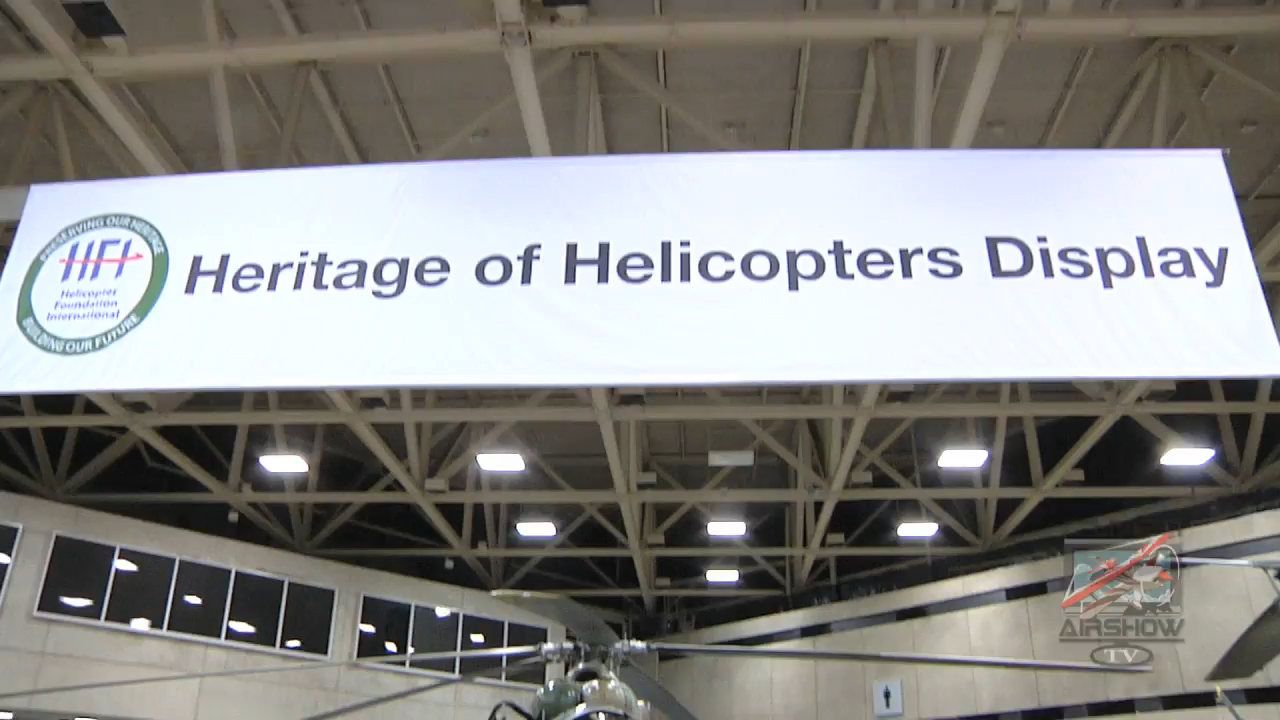 PRESERVING OUR HERITAGE
HFI
Helicopter
Foundation
International
BUILDING OUR FUTURE
Heritage of Helicopters Display
AIRSHOW
TV